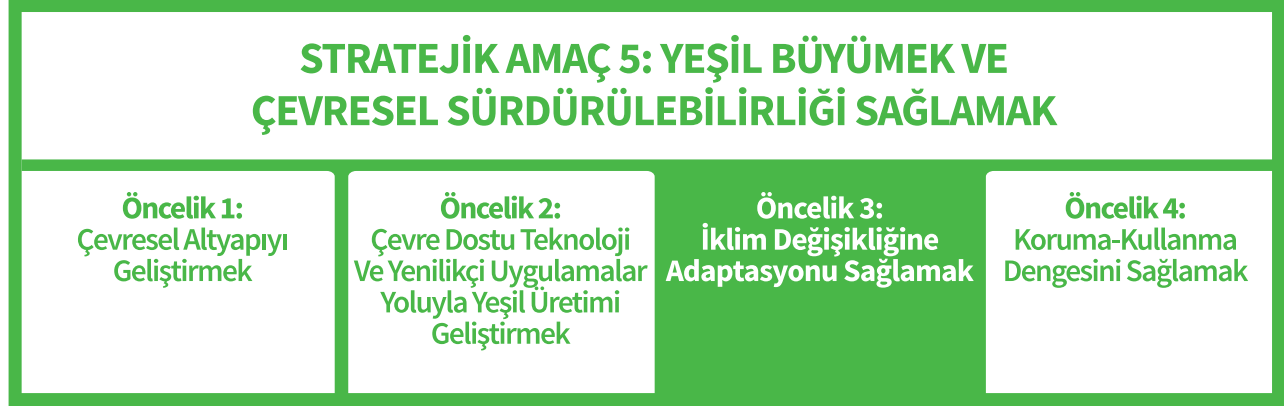 STRATEJİK AMAÇ 5: YEŞİL BÜYÜMEK VE
ÇEVRESEL SÜRDÜRÜLEBİLİRLİĞİ SAĞLAMAK
Öncelik 1:
Çevresel Altyapıyı
Geliştirmek
Öncelik 2:
Çevre Dostu Teknoloji
Ve Yenilikçi Uygulamalar
Yoluyla Yeşil Üretimi
Geliştirmek
Öncelik 3:
İklim Değişikliğine
Adaptasyonu Sağlamak
Öncelik 4:
Koruma-Kullanma
Dengesini Sağlamak